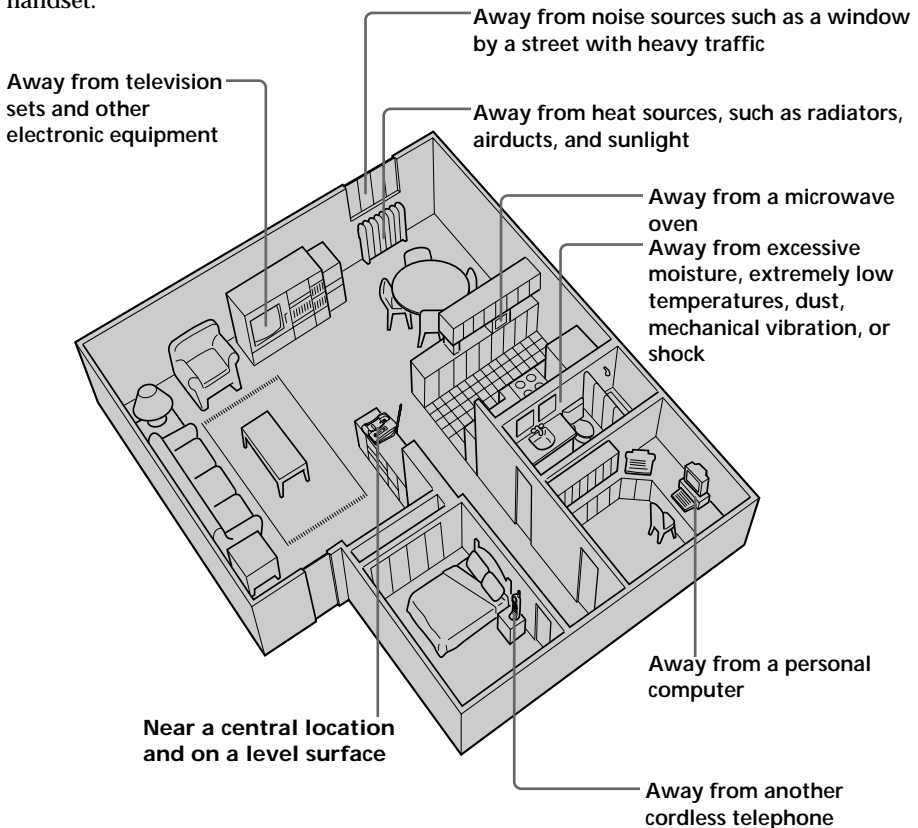 handset.
Away from noise sources such as a window
by a street with heavy traffic
Away from television
sets and other
electronic equipment
Away from heat sources, such as radiators,
airducts, and sunlight
Away from a microwave
oven
Away from excessive
moisture, extremely low
temperatures, dust,
mechanical vibration, or
shock
Away from a personal
computer
Near a central location
and on a level surface
Away from another
cordless telephone